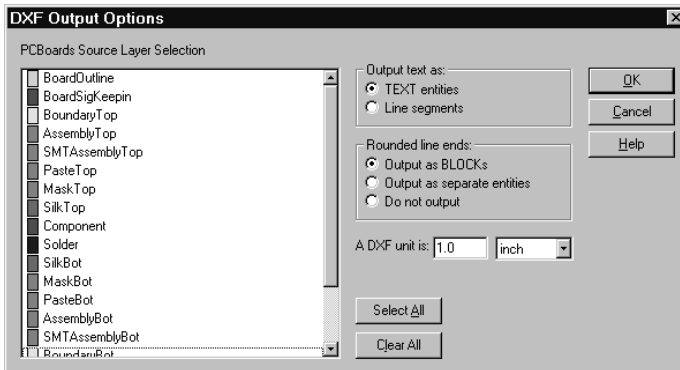 DXF Output Options
PCBoards Source Layer Selection
BoardOutline
BoardSigKeepin
BoundaryTop
AssemblyTop
SMTAssemblyTop
PasteTop
MaskTop
SilkTop
Component
Solder
SilkBot
MaskBot
PasteBot
AssemblyBot
SMTAssemblyBot
BoundaryBot
Output text as:
TEXT entities
Line segments
Rounded line ends:
Output as BLOCKs
Output as separate entities
Do not output
A DXF unit is: 1.0 inch
Select All
Clear All
OK
Cancel
Help